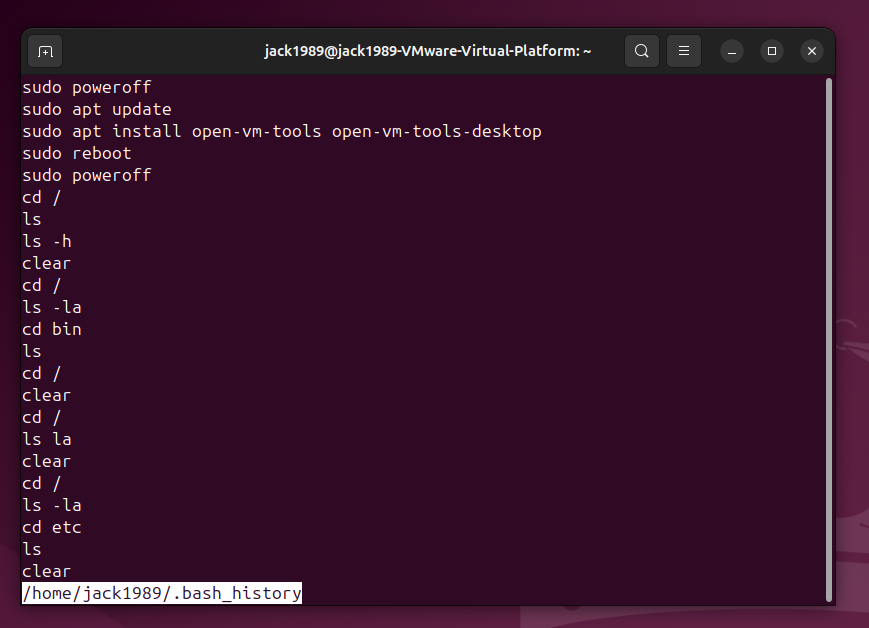 jack1989@jack1989-VMware-Virtual-Platform: ~
sudo poweroff
sudo apt update
sudo apt install open-vm-tools open-vm-tools-desktop
sudo reboot
sudo poweroff
cd /
ls
ls -h
clear
cd /
ls -la
cd bin
ls
cd /
clear
cd /
ls la
clear
cd /
ls -la
cd etc
ls
clear
/home/jack1989/.bash_history